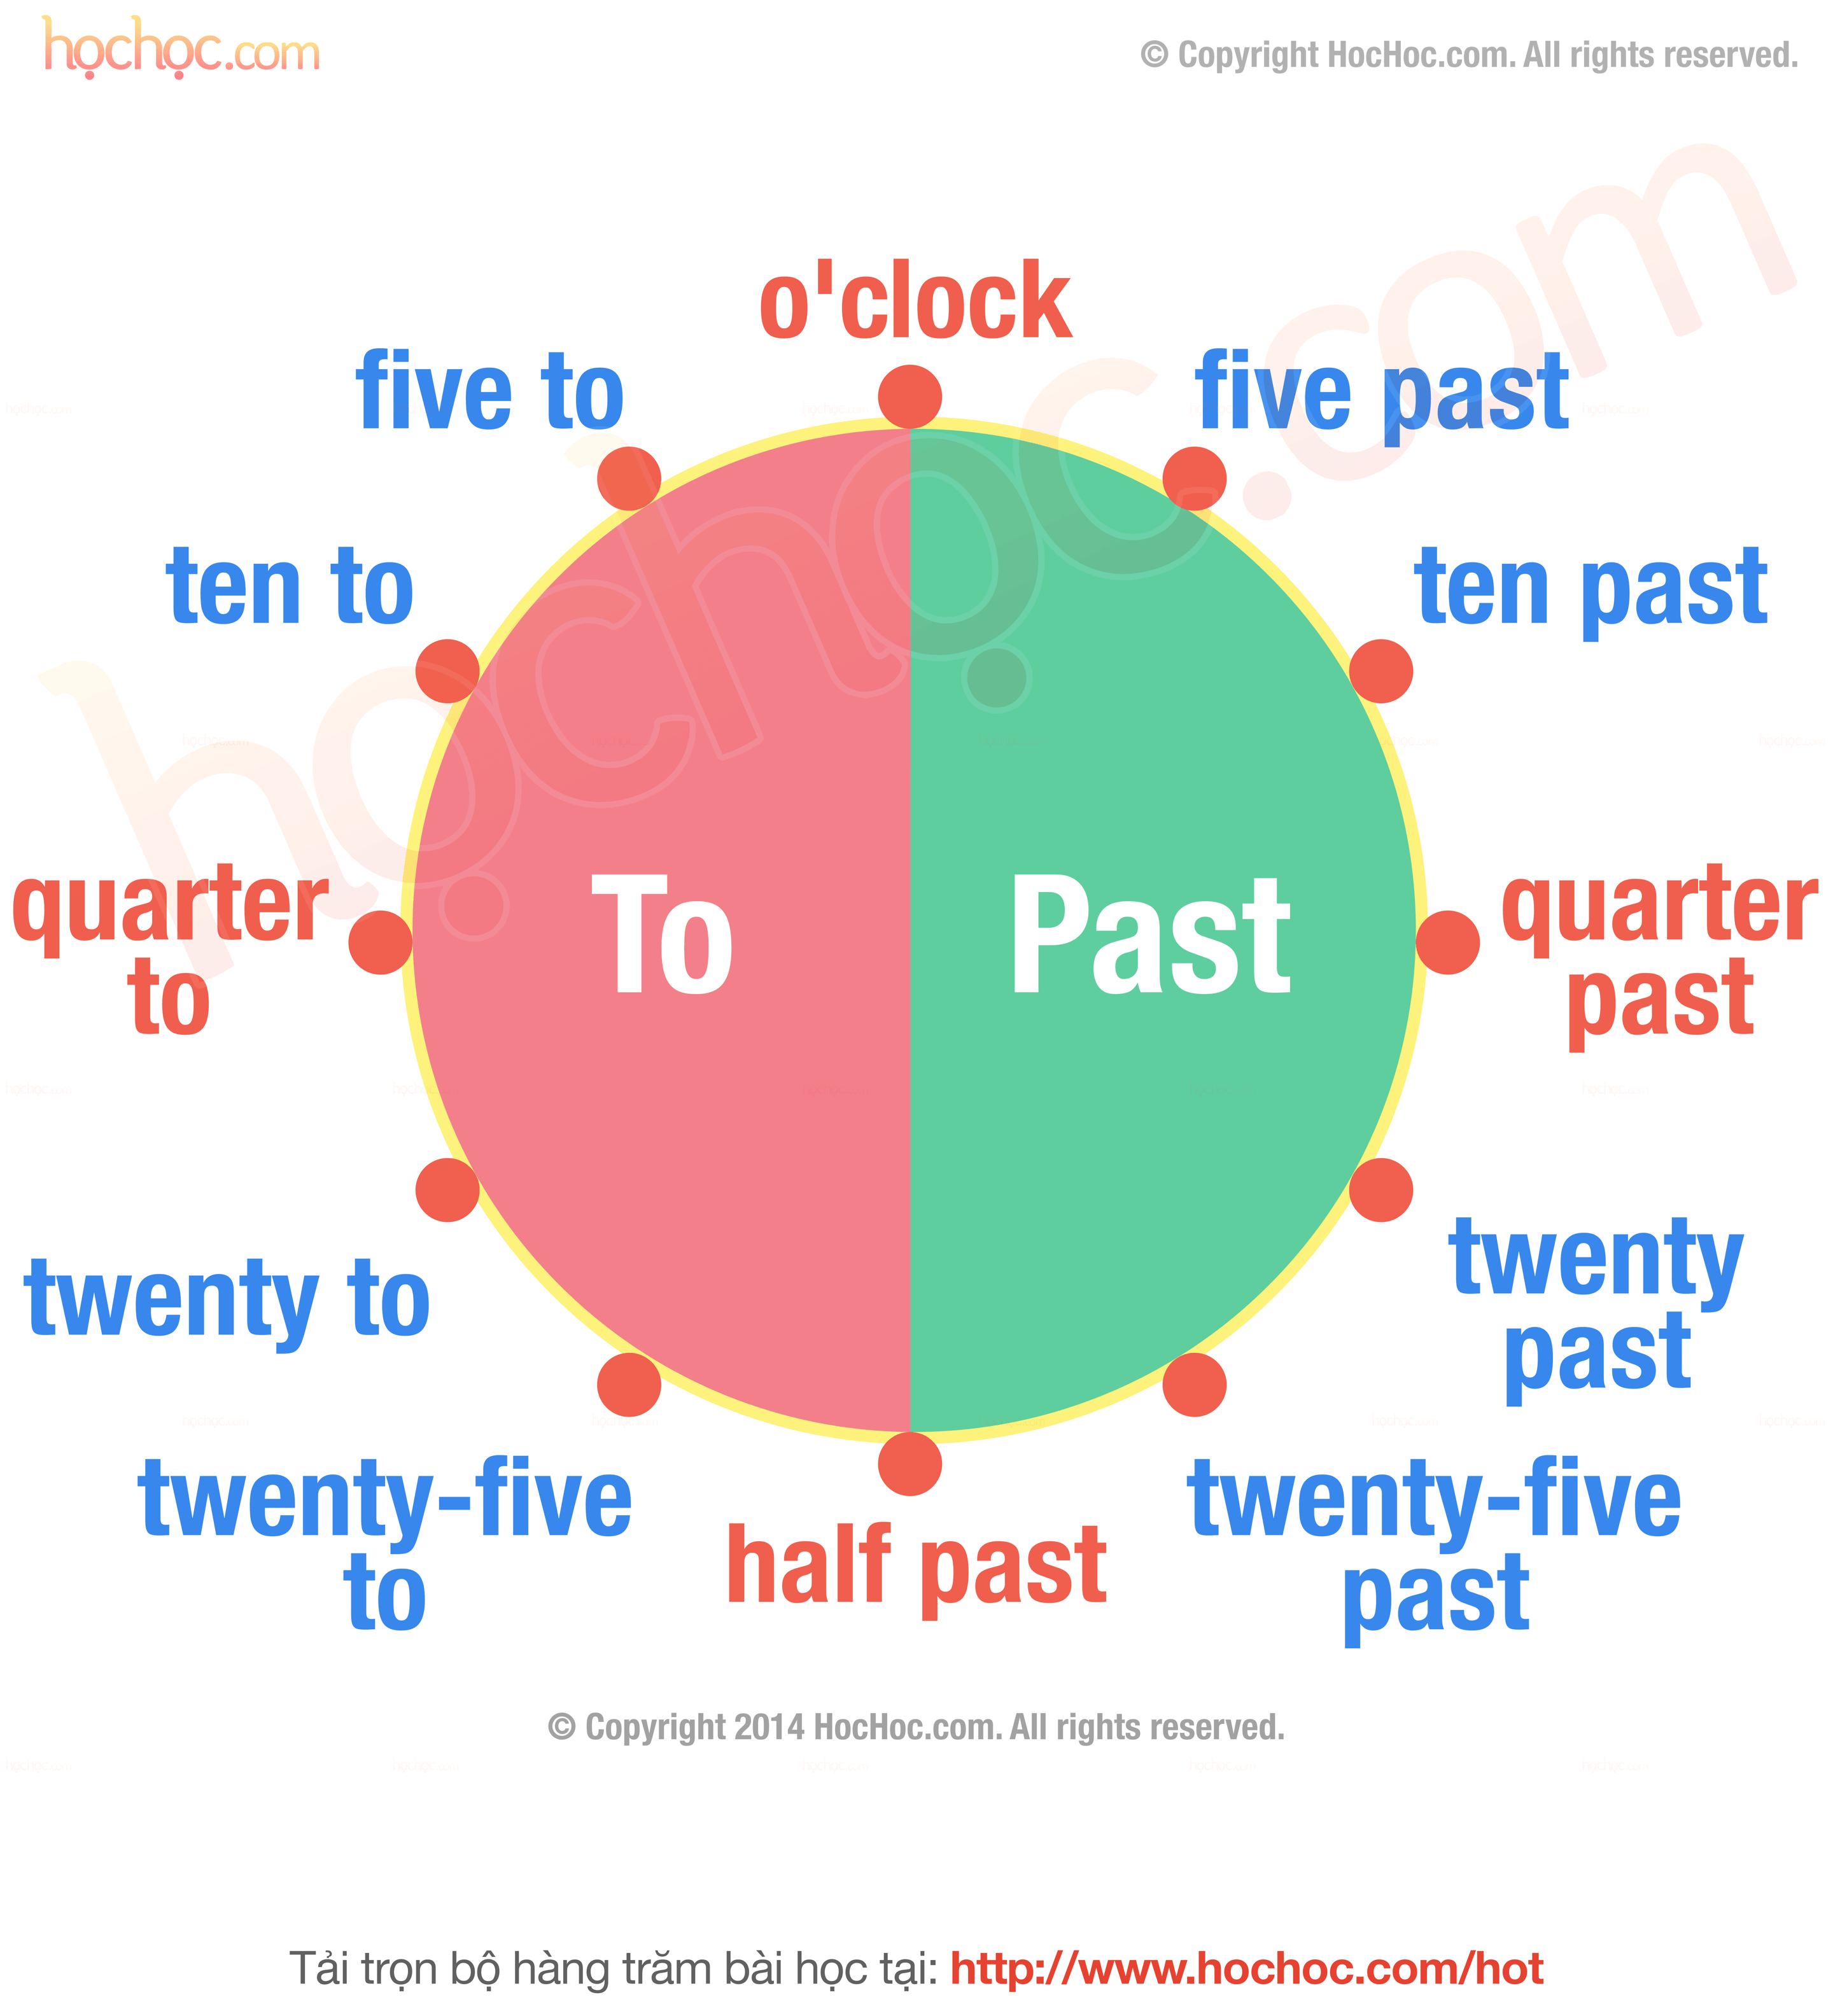 họchọc.com
© Copyright HocHoc.com. All rights reserved.
họchọc.com
o'clock
five to
five past
ten to
ten past
quarter
to
To
Past
quarter
past
twenty to
twenty
past
twenty-five
to
half past
twenty-five
past
© Copyright 2014 HocHoc.com. All rights reserved.
Tải trọn bộ hàng trăm bài học tại: http://www.hochoc.com/hot